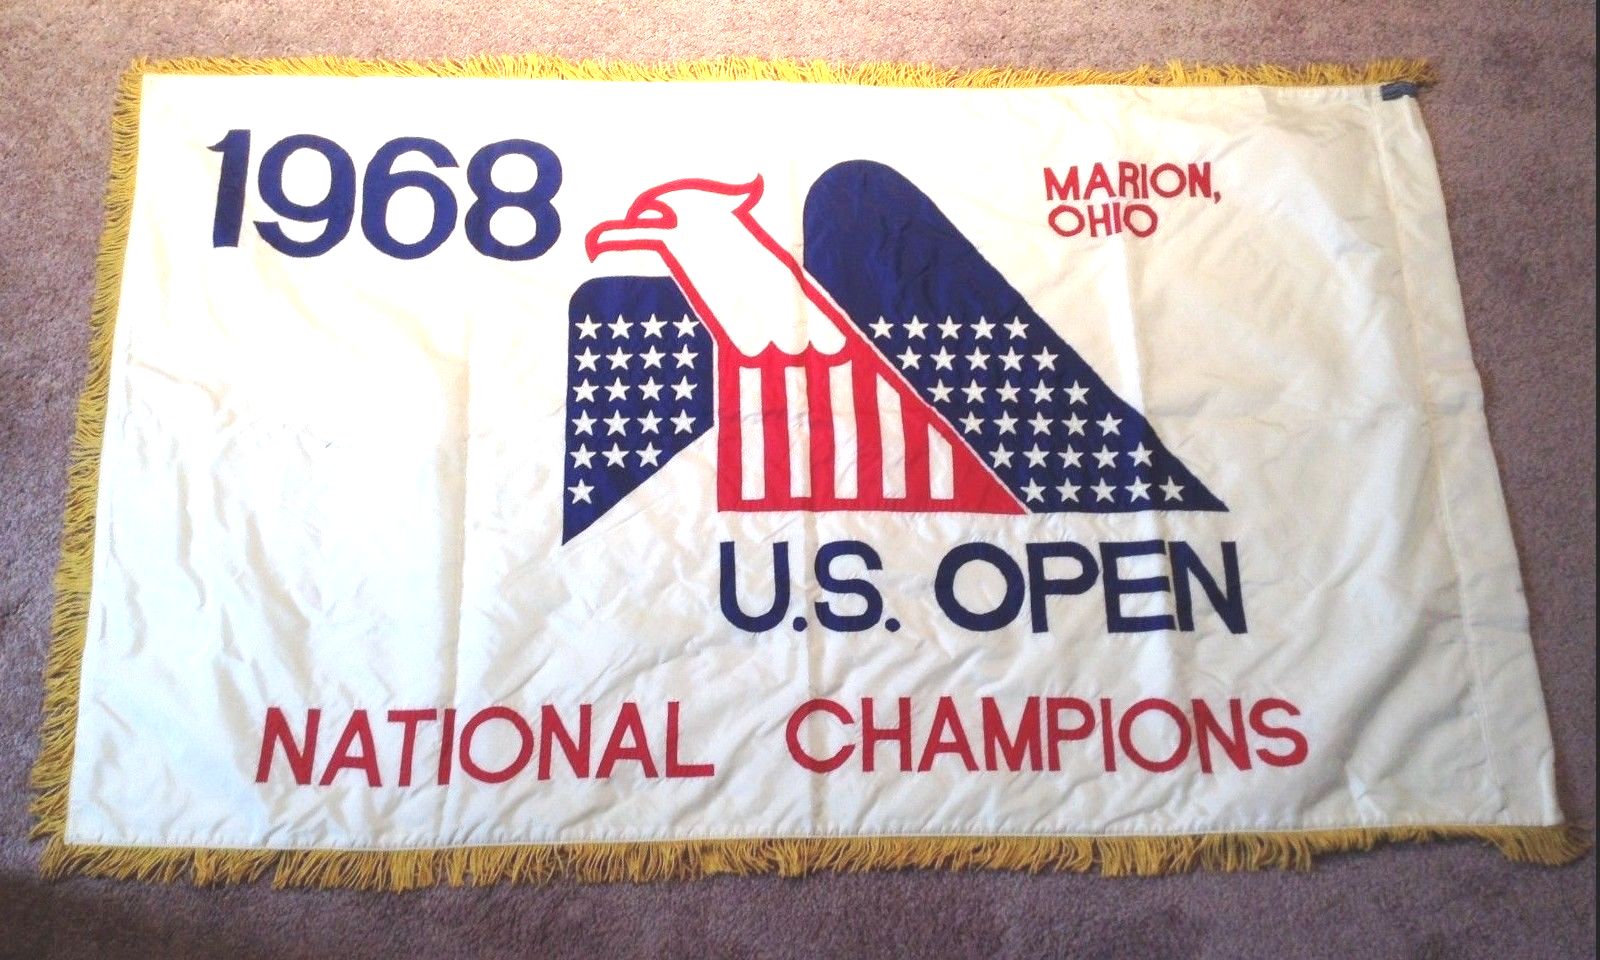 1968
MARION,
OHIO
U.S. OPEN
NATIONAL CHAMPIONS